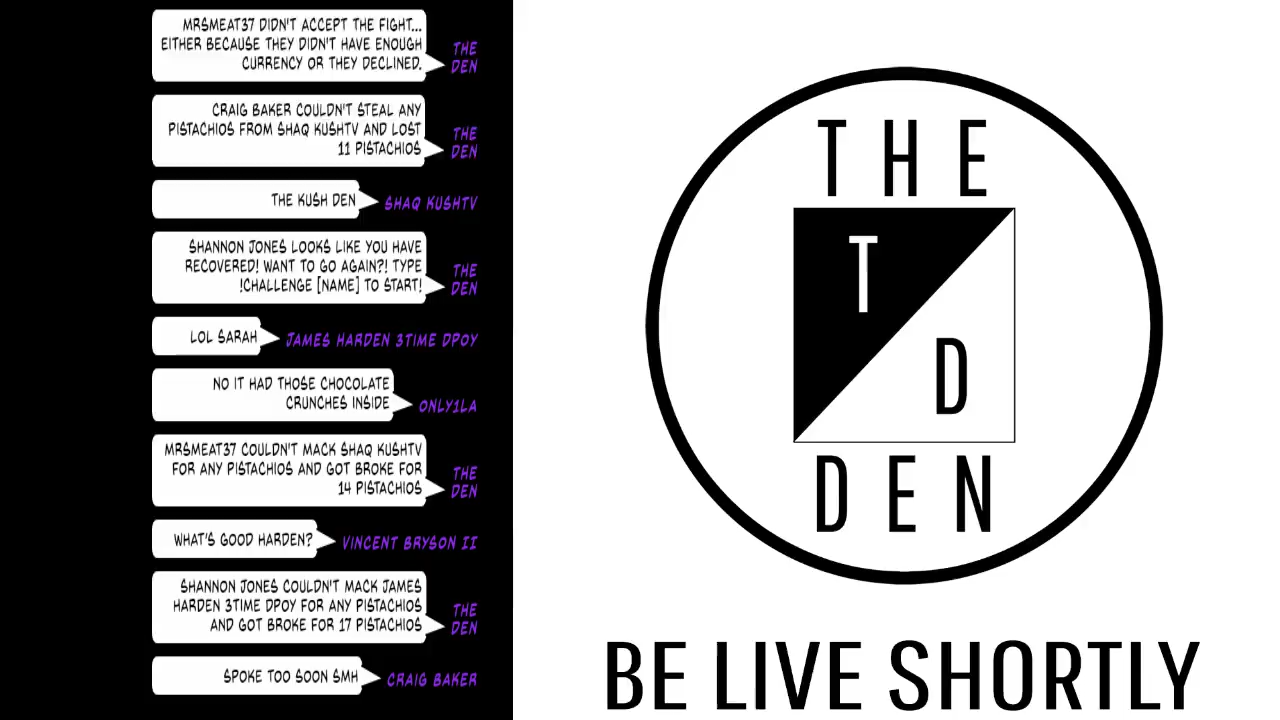 MRSMEAT37 DIDN'T ACCEPT THE FIGHT...
EITHER BECAUSE THEY DIDN'T HAVE ENOUGH
CURRENCY OR THEY DECLINED.
THE
DEN
CRAIG BAKER COULDN'T STEAL ANY
PISTACHIOS FROM SHAQ KUSHTV AND LOST
11 PISTACHIOS
THE
DEN
THE KUSH DEN
SHAQ KUSHTV
SHANNON JONES LOOKS LIKE YOU HAVE
RECOVERED! WANT TO GO AGAIN?! TYPE
!CHALLENGE [NAME] TO START!
THE
DEN
LOL SARAH
JAMES HARDEN 3TIME DPOY
NO IT HAD THOSE CHOCOLATE
CRUNCHES INSIDE
ONLY1LA
MRSMEAT37 COULDN'T MACK SHAQ KUSHTV
FOR ANY PISTACHIOS AND GOT BROKE FOR
14 PISTACHIOS
THE
DEN
WHAT'S GOOD HARDEN?
VINCENT BRYSON II
SHANNON JONES COULDN'T MACK JAMES
HARDEN 3TIME DPOY FOR ANY PISTACHIOS
AND GOT BROKE FOR 17 PISTACHIOS
THE
DEN
SPOKE TOO SOON SMH
CRAIG BAKER
THE
T
D
DEN
BE LIVE SHORTLY